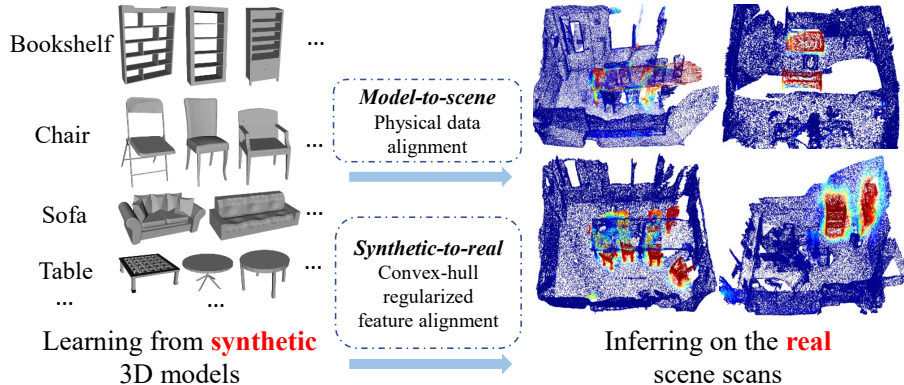 Bookshelf
...
Chair
...
Sofa
...
Table
...
...
...
Learning from synthetic
3D models
Model-to-scene
Physical data
alignment
Synthetic-to-real
Convex-hull
regularized
feature alignment
Inferring on the real
scene scans